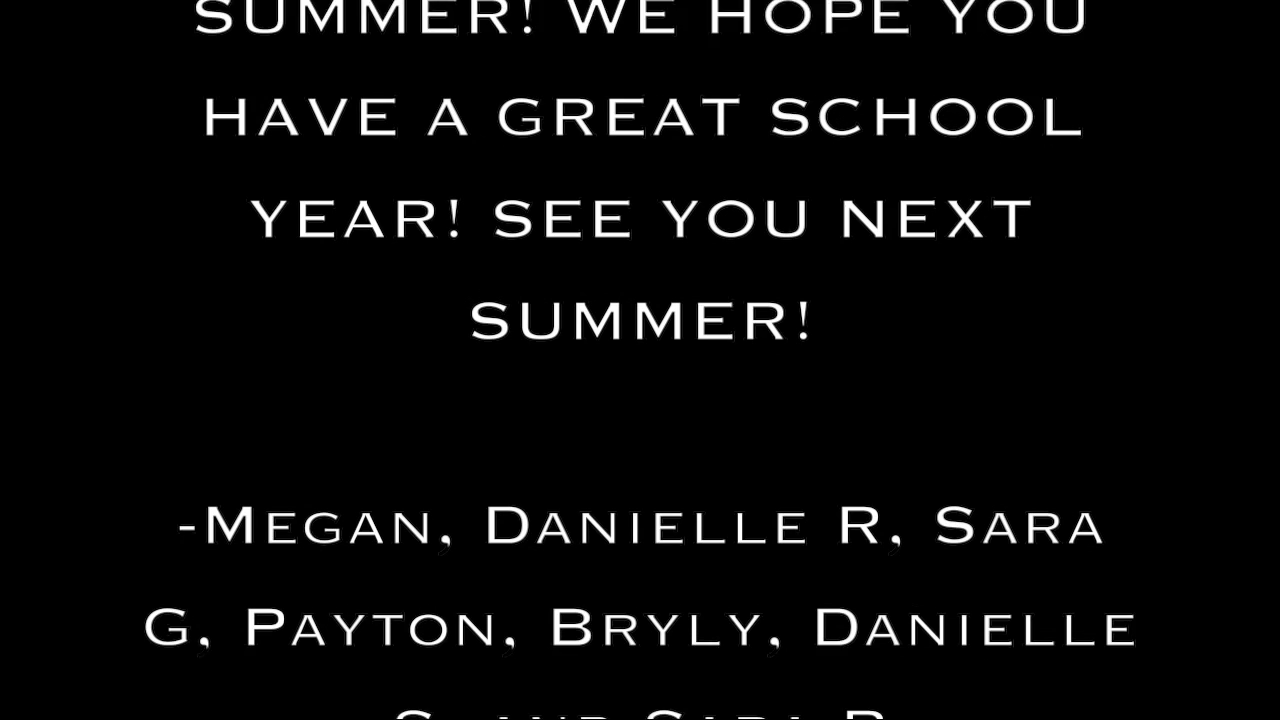 SUMMER! WE HOPE YOU
HAVE A GREAT SCHOOL
YEAR! SEE YOU NEXT
SUMMER!
-MEGAN, DANIELLE R, SARA
G, PAYTON, BRYLY, DANIELLE